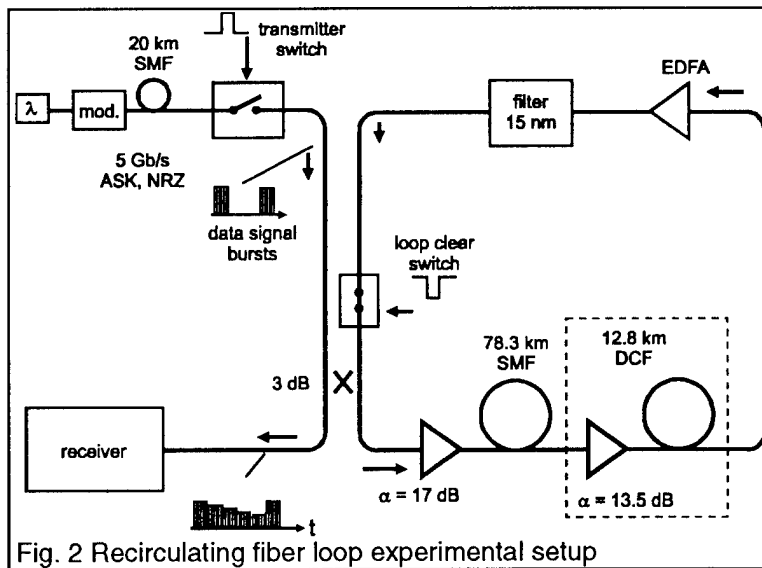 20 km
SMF
transmitter
switch
λ
mod.
5 Gb/s
ASK, NRZ
data signal
bursts
filter
15 nm
EDFA
loop clear
switch
3 dB
78.3 km
SMF
12.8 km
DCF
receiver
α = 17 dB
α = 13.5 dB
t
Fig. 2 Recirculating fiber loop experimental setup